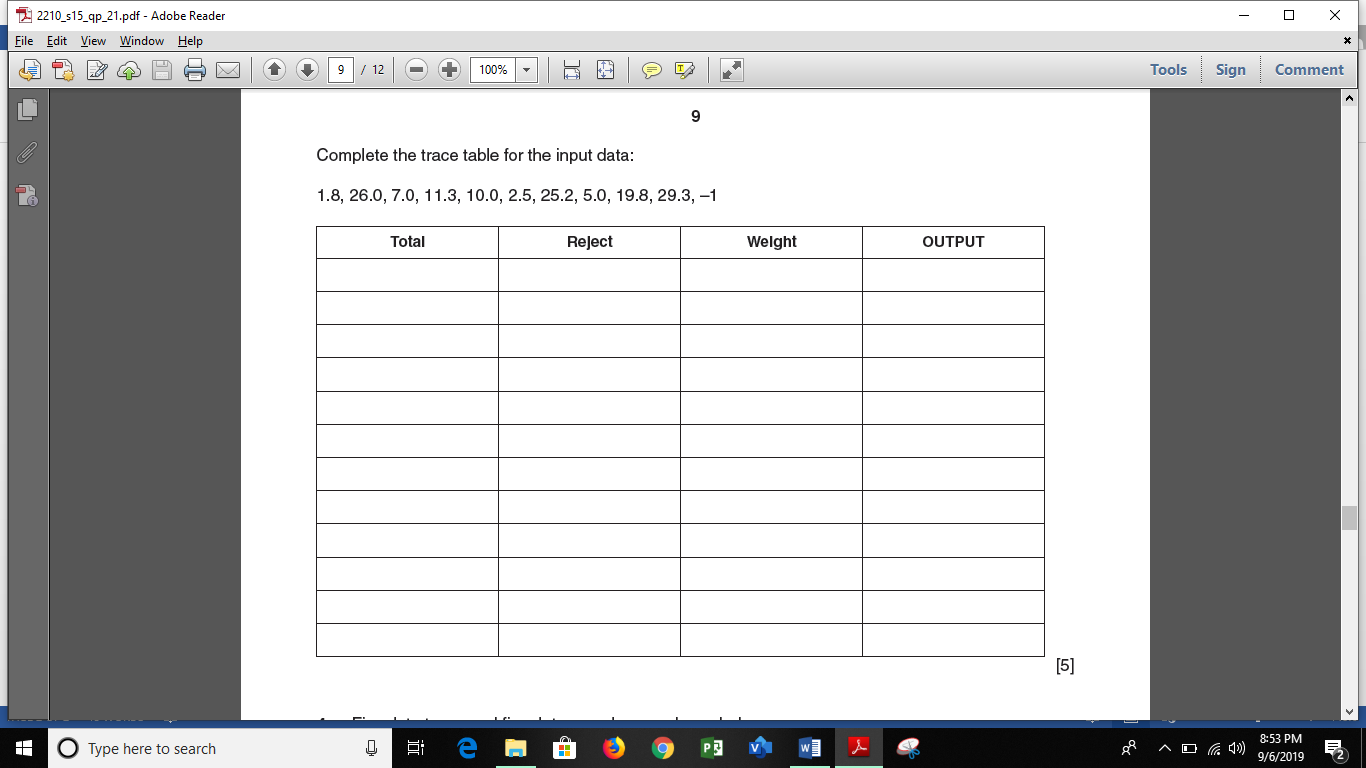 2210_s15_qp_21.pdf - Adobe Reader
File Edit View Window Help
9 / 12 100% Tools Sign Comment
9
Complete the trace table for the input data:
1.8, 26.0, 7.0, 11.3, 10.0, 2.5, 25.2, 5.0, 19.8, 29.3, –1
Total Reject Weight OUTPUT
[5]
Type here to search
8:53 PM
9/6/2019
2